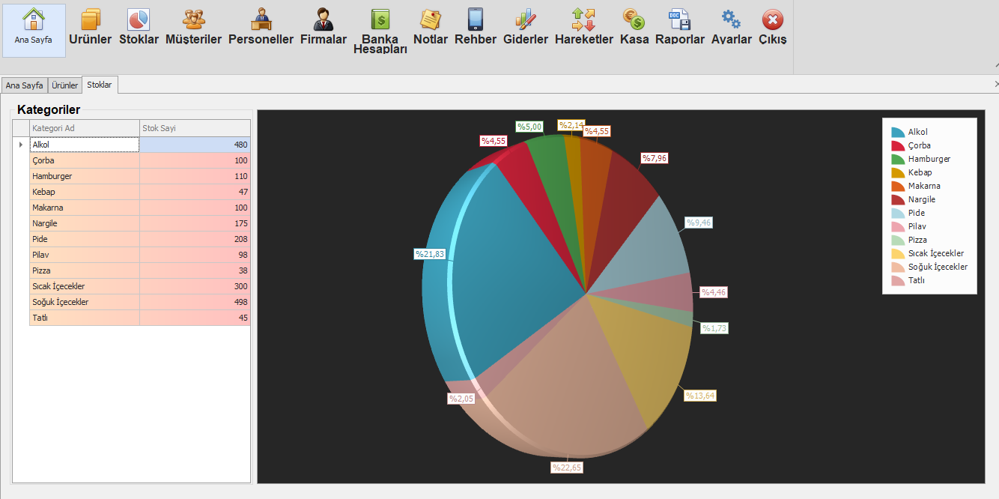 Ana Sayfa
Ürünler
Stoklar
Müşteriler
Personeller
Firmalar
Banka
Hesapları
Notlar
Rehber
Giderler
Hareketler
Kasa
DOC
Raporlar
Ayarlar
Çıkış
Ana Sayfa
Ürünler
Stoklar
Kategoriler
Kategori Ad Stok Sayi
Alkol 480
Çorba 100
Hamburger 110
Kebap 47
Makarna 100
Nargile 175
Pide 208
Pilav 98
Pizza 38
Sıcak İçecekler 300
Soğuk İçecekler 498
Tatlı 45
%5,00
%2,14
%4,55
%4,55
%7,96
%9,46
%21,83
%4,46
%1,73
%13,64
%2,05
%22,65
Alkol
Çorba
Hamburger
Kebap
Makarna
Nargile
Pide
Pilav
Pizza
Sıcak İçecekler
Soğuk İçecekler
Tatlı